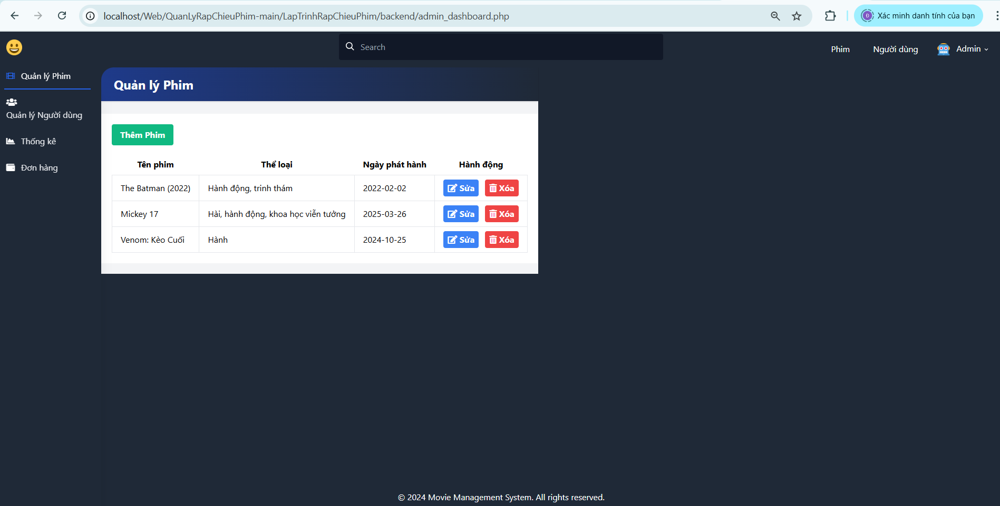 localhost/Web/QuanLyRapChieuPhim-main/LapTrinhRapChieuPhim/backend/admin_dashboard.php
Đ Xác minh danh tính của bạn
Search
Phim Người dùng Admin
Quản lý Phim
Quản lý Người dùng
Thống kê
Đơn hàng
Quản lý Phim
Thêm Phim
Tên phim Thể loại Ngày phát hành Hành động
The Batman (2022) Hành động, trinh thám 2022-02-02 Sửa Xóa
Mickey 17 Hài, hành động, khoa học viễn tưởng 2025-03-26 Sửa Xóa
Venom: Kèo Cuối Hành 2024-10-25 Sửa Xóa
© 2024 Movie Management System. All rights reserved.